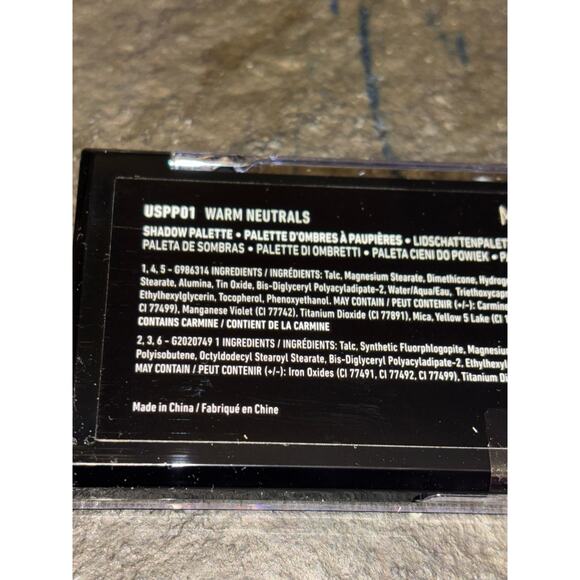 USPP01 WARM NEUTRALS
SHADOW PALETTE • PALETTE D'OMBRES À PAUPIÈRES • LIDSCHATTENPALET
PALETA DE SOMBRAS • PALETTE DI OMBRETTI • PALETA CIENI DO POWIEK •
1, 4, 5 - G986314 INGREDIENTS / INGRÉDIENTS: Talc, Magnesium Stearate, Dimethicone, Hydrog
Stearate, Alumina, Tin Oxide, Bis-Diglyceryl Polyacyladipate-2, Water/Aqua/Eau, Triethoxycap
Ethylhexylglycerin, Tocopherol, Phenoxyethanol. MAY CONTAIN / PEUT CONTENIR (+/-): Carmine
CI 77499), Manganese Violet (CI 77742), Titanium Dioxide (CI 77891), Mica, Yellow 5 Lake (CI
CONTAINS CARMINE / CONTIENT DE LA CARMINE
2, 3, 6 - G2020749 1 INGREDIENTS / INGRÉDIENTS: Talc, Synthetic Fluorphlogopite, Magnesiu
Polyisobutene, Octyldodecyl Stearoyl Stearate, Bis-Diglyceryl Polyacyladipate-2, Ethylhexy
MAY CONTAIN / PEUT CONTENIR (+/-): Iron Oxides (CI 77491, CI 77492, CI 77499), Titanium Di
Made in China / Fabriqué en Chine